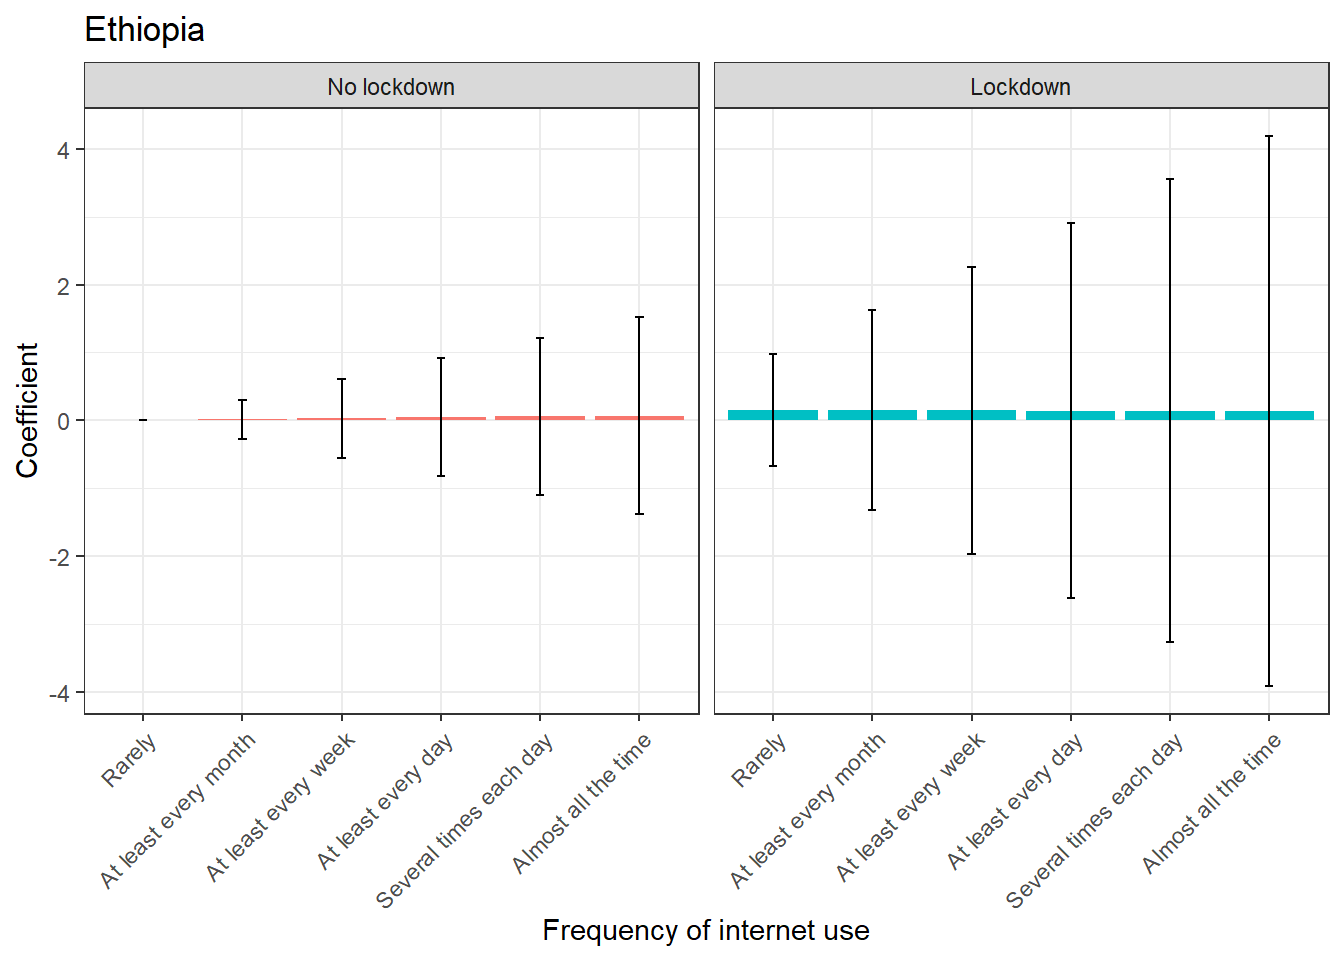 Ethiopia
No lockdown
Lockdown
Coefficient
4
2
0
-2
-4
Rarely
At least every month
At least every week
At least every day
Several times each day
Almost all the time
Rarely
At least every month
At least every week
At least every day
Several times each day
Almost all the time
Frequency of internet use